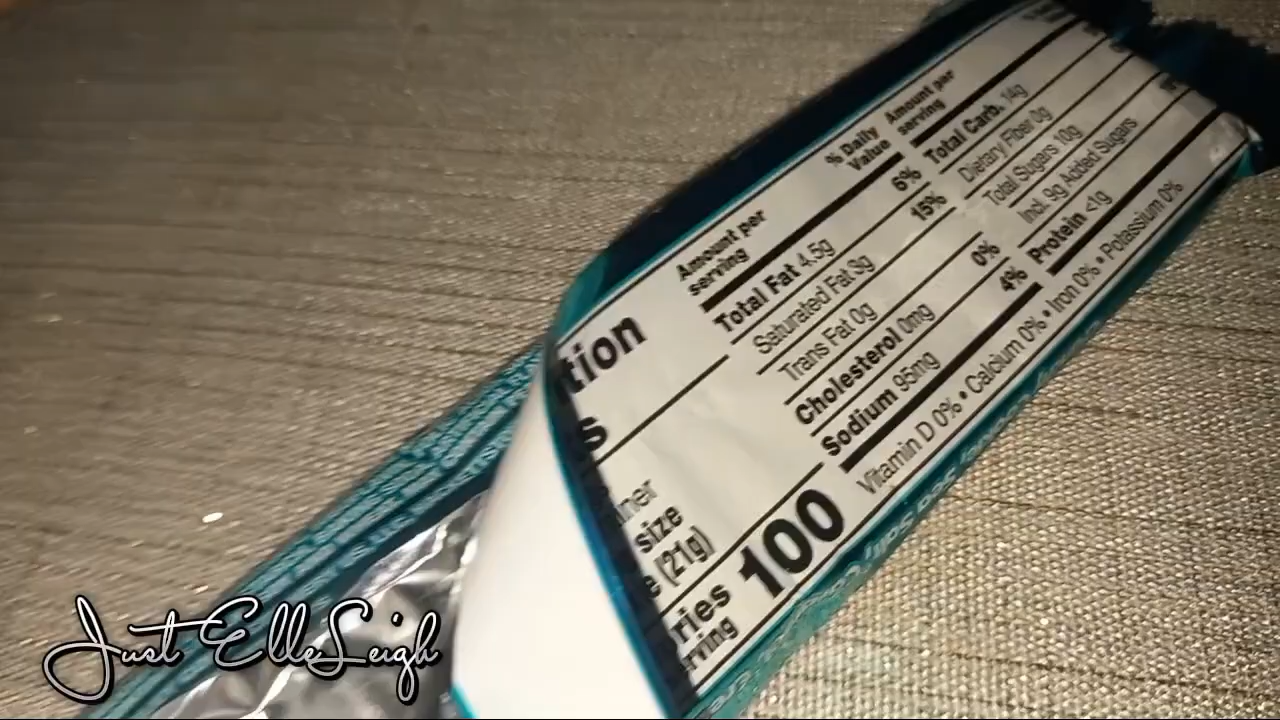 tion
s
iner
size
(21g)
ries 100
rving
Amount per
serving
% Daily
Value
Total Fat 4.5g 6%
Saturated Fat 3g 15%
Trans Fat 0g
Cholesterol 0mg 0%
Sodium 95mg 4%
Amount per
serving
Total Carb. 14g
Dietary Fiber 0g
Total Sugars 10g
Incl. 9g Added Sugars
Protein <1g
Vitamin D 0% • Calcium 0% • Iron 0% • Potassium 0%
Just ElleLeigh